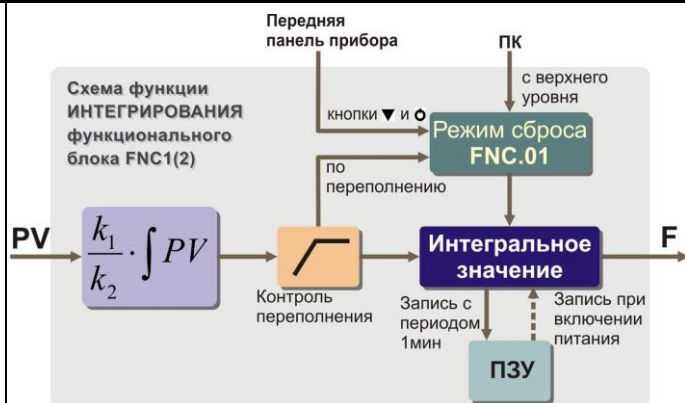 Передняя
панель прибора
ПК
Схема функции
ИНТЕГРИРОВАНИЯ
функционального
блока FNC1(2)
с верхнего
уровня
кнопки ▼ и
Режим сброса
FNC.01
по
переполнению
PV
k₁
k₂
· ∫ PV
Контроль
переполнения
Интегральное
значение
F
Запись с
периодом
1мин
Запись при
включении
питания
ПЗУ